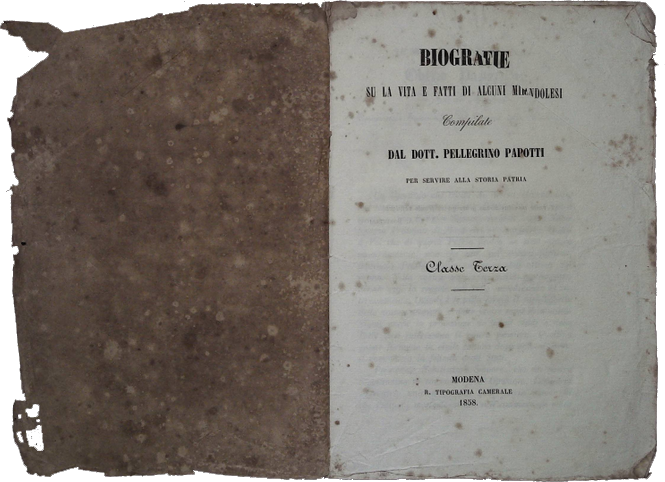 BIOGRAFIE
SU LA VITA E FATTI DI ALCUNI MIRANDOLESI
Compilate
DAL DOTT. PELLEGRINO PAPOTTI
PER SERVIRE ALLA STORIA PATRIA
Classe Terza
MODENA
R. TIPOGRAFIA CAMERALE
1858.